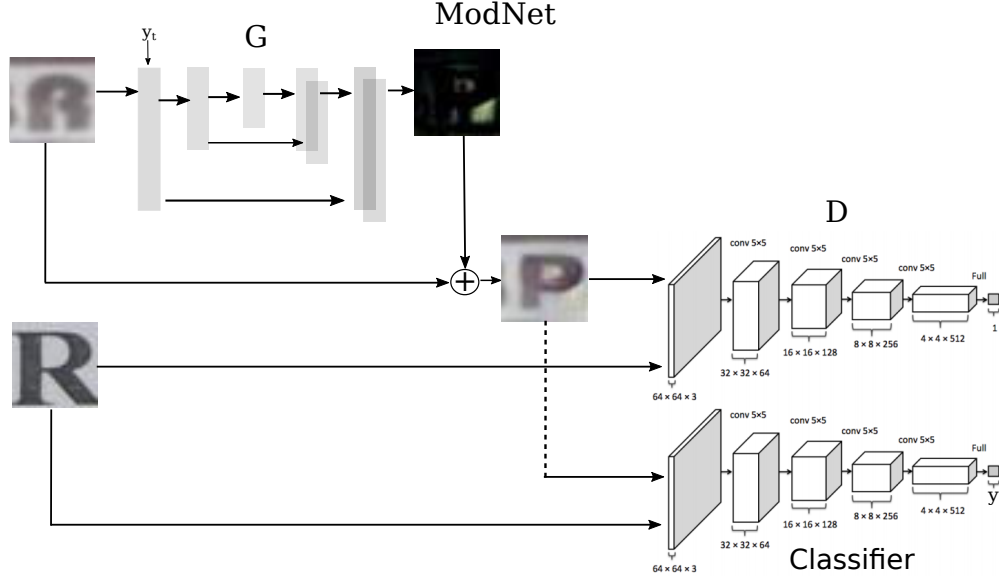 ModNet
y_t
G
R
P
D
conv 5×5
conv 5×5
conv 5×5
conv 5×5
Full
1
4 × 4 × 512
8 × 8 × 256
16 × 16 × 128
32 × 32 × 64
64 × 64 × 3
R
conv 5×5
conv 5×5
conv 5×5
conv 5×5
Full
y
4 × 4 × 512
8 × 8 × 256
16 × 16 × 128
32 × 32 × 64
64 × 64 × 3
Classifier